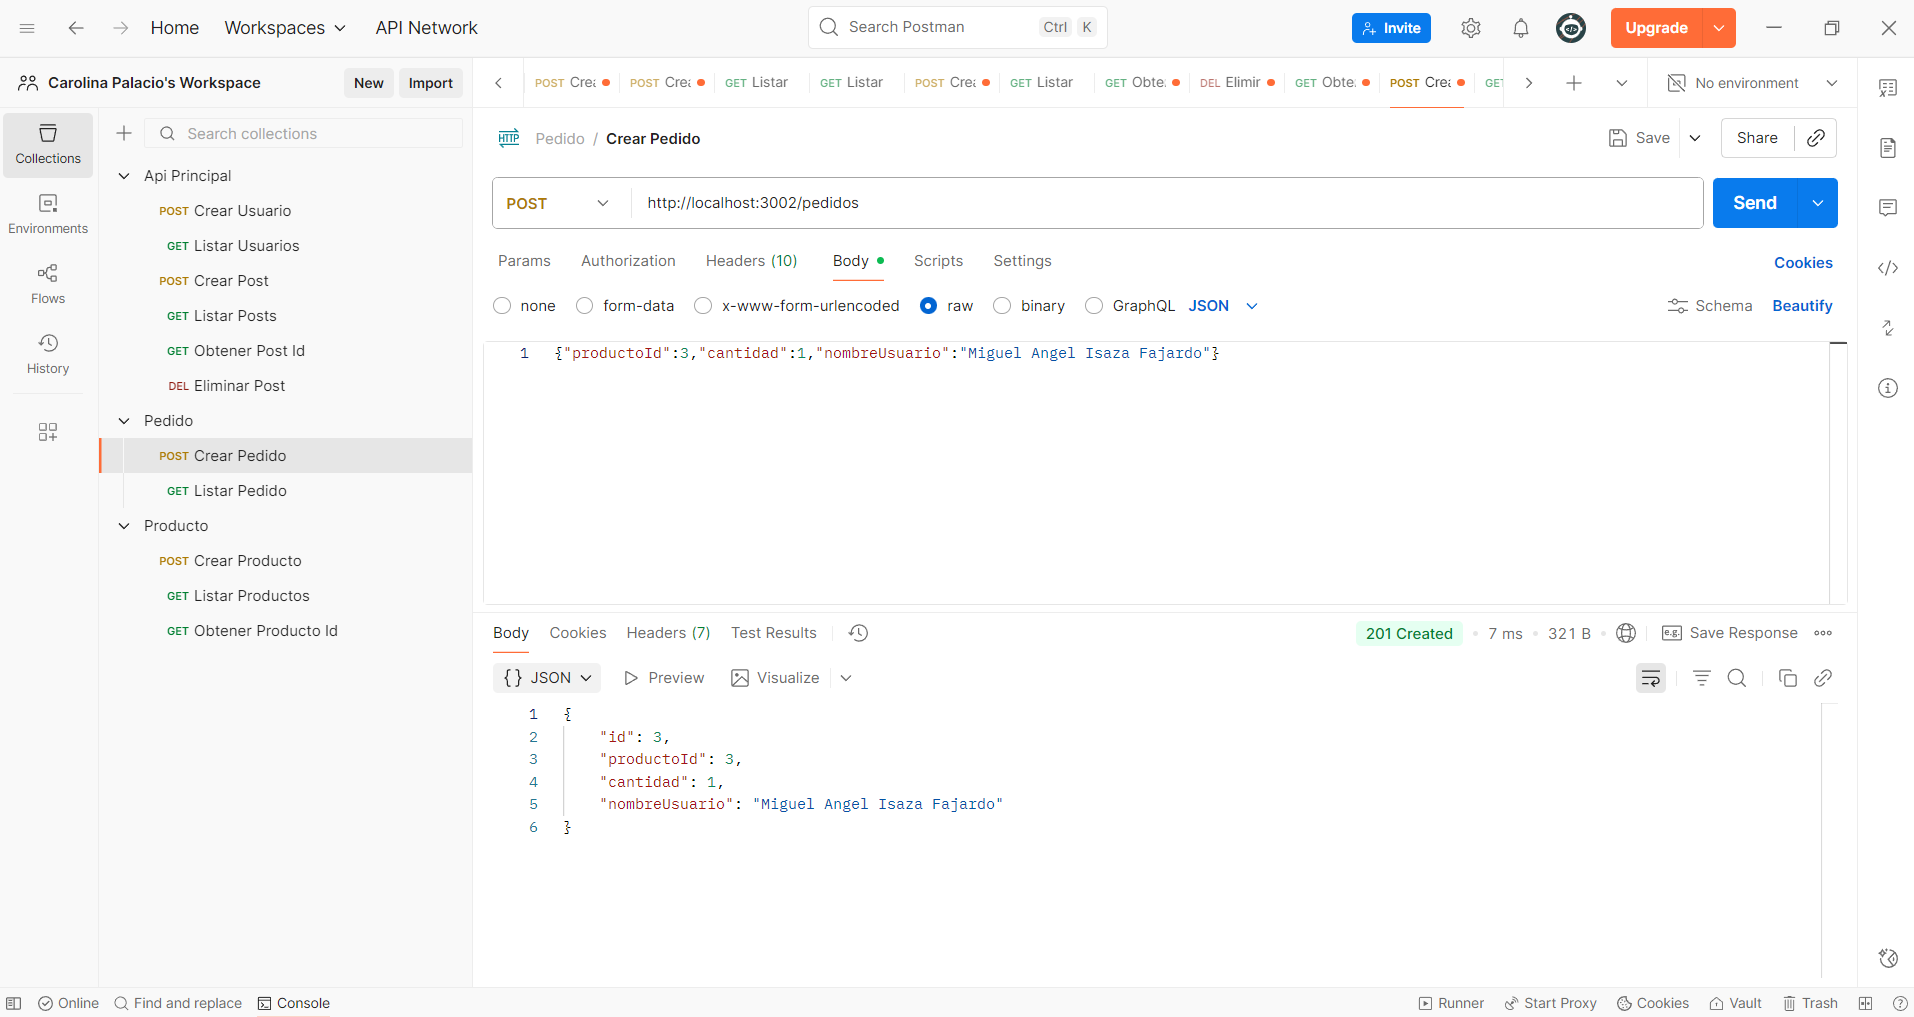 Home Workspaces API Network Search Postman Ctrl K Invite Upgrade
Carolina Palacio's Workspace New Import
POST Crea POST Crea GET Listar GET Listar POST Crea GET Listar GET Obte DEL Elimir GET Obte POST Crea GET No environment
Collections
Environments
Flows
History
Search collections
Api Principal
POST Crear Usuario
GET Listar Usuarios
POST Crear Post
GET Listar Posts
GET Obtener Post Id
DEL Eliminar Post
Pedido
POST Crear Pedido
GET Listar Pedido
Producto
POST Crear Producto
GET Listar Productos
GET Obtener Producto Id
HTTP Pedido / Crear Pedido Save Share
POST http://localhost:3002/pedidos Send
Params Authorization Headers (10) Body Scripts Settings Cookies
none form-data x-www-form-urlencoded raw binary GraphQL JSON Schema Beautify
1 {"productoId":3,"cantidad":1,"nombreUsuario":"Miguel Angel Isaza Fajardo"}
Body Cookies Headers (7) Test Results 201 Created 7 ms 321 B e.g. Save Response
{} JSON Preview Visualize
1 {
2 "id": 3,
3 "productoId": 3,
4 "cantidad": 1,
5 "nombreUsuario": "Miguel Angel Isaza Fajardo"
6 }
Online Find and replace Console Runner Start Proxy Cookies Vault Trash